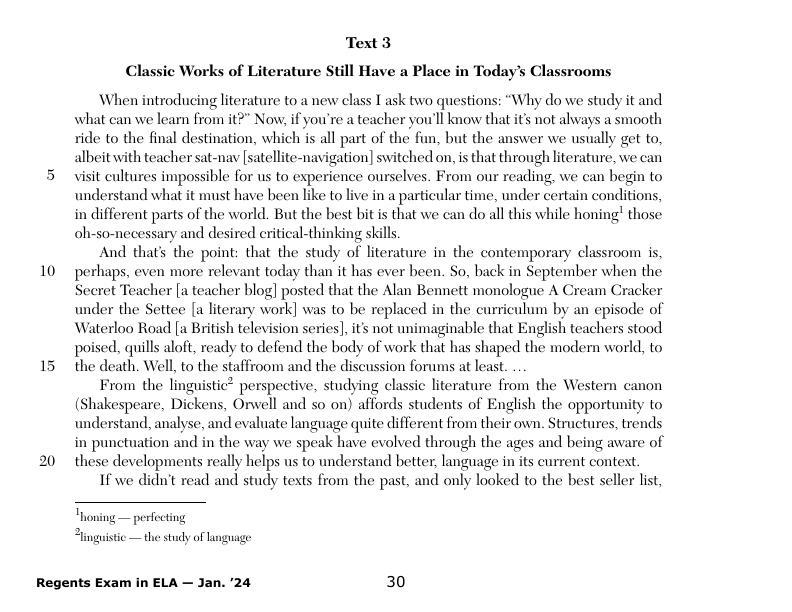 Text 3
Classic Works of Literature Still Have a Place in Today’s Classrooms
When introducing literature to a new class I ask two questions: “Why do we study it and
what can we learn from it?” Now, if you’re a teacher you’ll know that it’s not always a smooth
ride to the final destination, which is all part of the fun, but the answer we usually get to,
albeit with teacher sat-nav [satellite-navigation] switched on, is that through literature, we can
5 visit cultures impossible for us to experience ourselves. From our reading, we can begin to
understand what it must have been like to live in a particular time, under certain conditions,
in different parts of the world. But the best bit is that we can do all this while honing1 those
oh-so-necessary and desired critical-thinking skills.
And that’s the point: that the study of literature in the contemporary classroom is,
10 perhaps, even more relevant today than it has ever been. So, back in September when the
Secret Teacher [a teacher blog] posted that the Alan Bennett monologue A Cream Cracker
under the Settee [a literary work] was to be replaced in the curriculum by an episode of
Waterloo Road [a British television series], it’s not unimaginable that English teachers stood
poised, quills aloft, ready to defend the body of work that has shaped the modern world, to
15 the death. Well, to the staffroom and the discussion forums at least. …
From the linguistic2 perspective, studying classic literature from the Western canon
(Shakespeare, Dickens, Orwell and so on) affords students of English the opportunity to
understand, analyse, and evaluate language quite different from their own. Structures, trends
in punctuation and in the way we speak have evolved through the ages and being aware of
20 these developments really helps us to understand better, language in its current context.
If we didn’t read and study texts from the past, and only looked to the best seller list,
1honing — perfecting
2linguistic — the study of language
Regents Exam in ELA — Jan. ’24 30